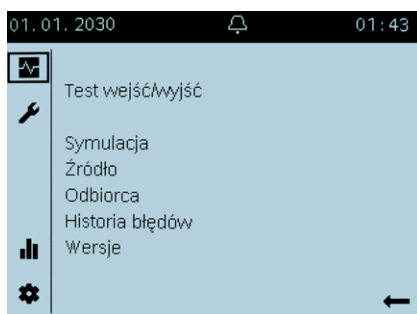 01. 01. 2030 01:43
Test wejść/wyjść
Symulacja
Źródło
Odbiorca
Historia błędów
Wersje